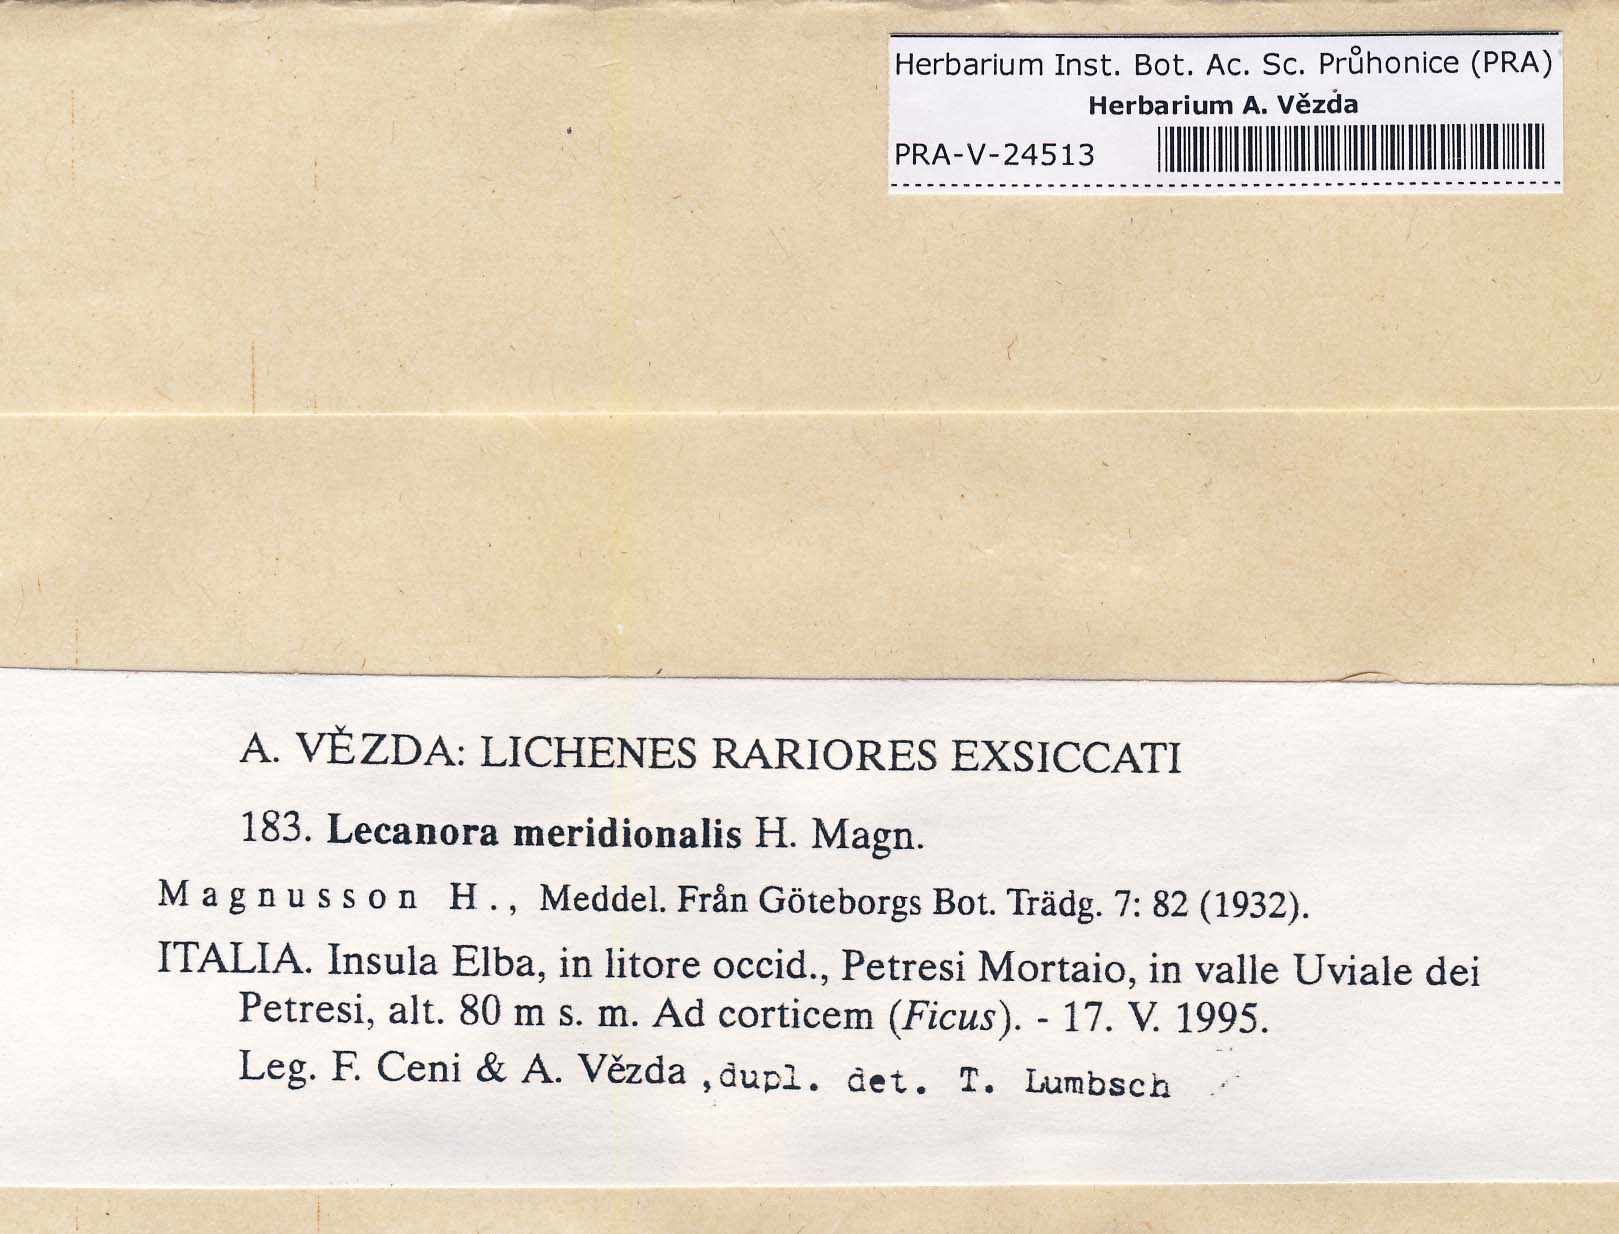 Herbarium Inst. Bot. Ac. Sc. Průhonice (PRA)
Herbarium A. Vězda
PRA-V-24513
A. VĚZDA: LICHENES RARIORES EXSICCATI
183. Lecanora meridionalis H. Magn.
Magnusson H., Meddel. Från Göteborgs Bot. Trädg. 7: 82 (1932).
ITALIA. Insula Elba, in litore occid., Petresi Mortaio, in valle Uviale dei
Petresi, alt. 80 m s. m. Ad corticem (Ficus). - 17. V. 1995.
Leg. F. Ceni & A. Vězda ,dupl. det. T. Lumbsch